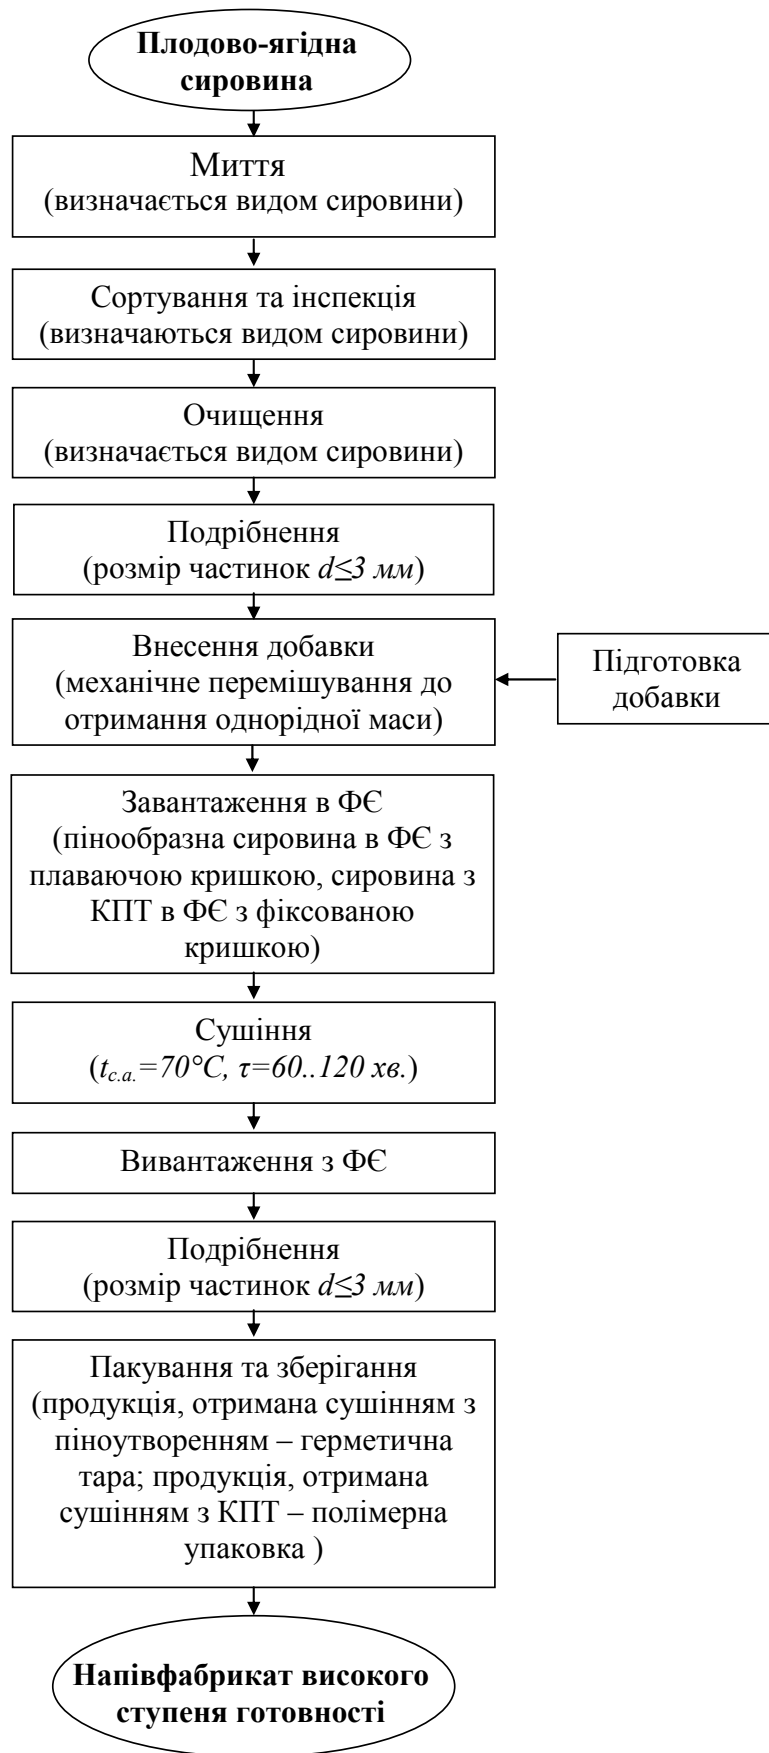 Плодово-ягідна
сировина
Миття
(визначається видом сировини)
Сортування та інспекція
(визначаються видом сировини)
Очищення
(визначається видом сировини)
Подрібнення
(розмір частинок d≤3 мм)
Внесення добавки
(механічне перемішування до
отримання однорідної маси)
Підготовка
добавки
Завантаження в ФЄ
(пінообразна сировина в ФЄ з
плаваючою кришкою, сировина з
КПТ в ФЄ з фіксованою
кришкою)
Сушіння
(t_c.a.=70°C, τ=60..120 хв.)
Вивантаження з ФЄ
Подрібнення
(розмір частинок d≤3 мм)
Пакування та зберігання
(продукція, отримана сушінням з
піноутворенням – герметична
тара; продукція, отримана
сушінням з КПТ – полімерна
упаковка )
Напівфабрикат високого
ступеня готовності